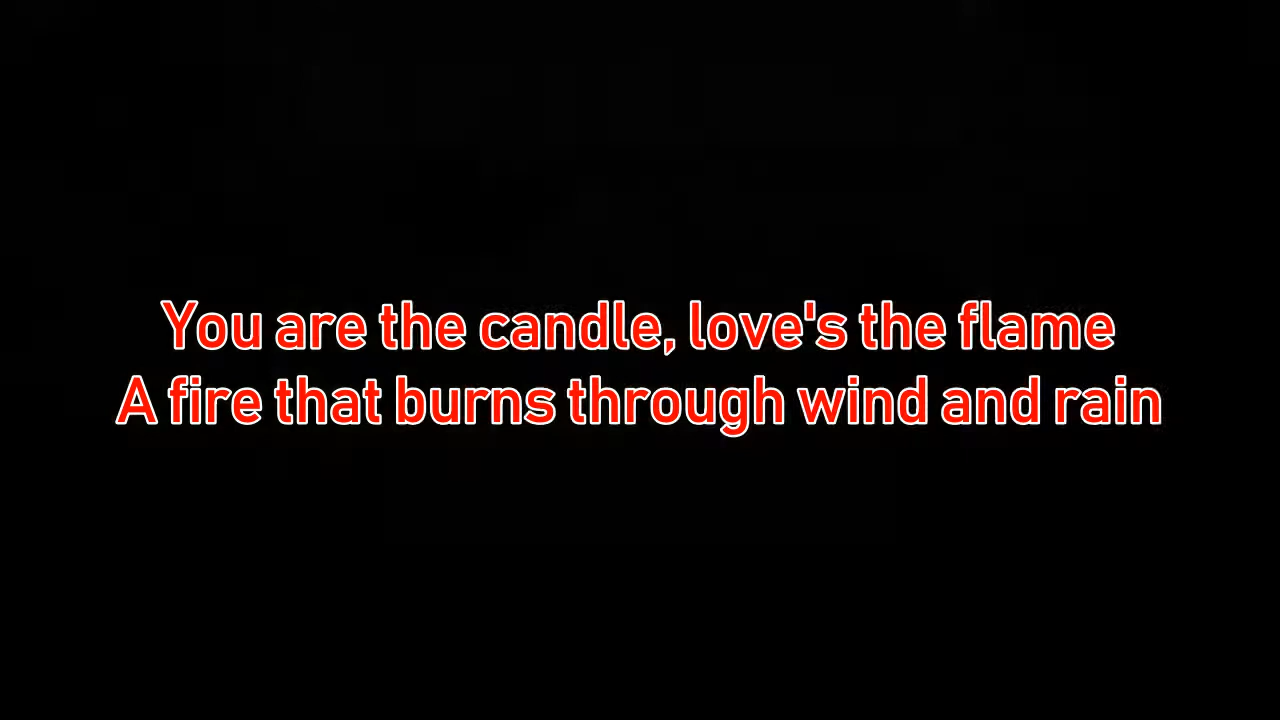 You are the candle, love's the flame
A fire that burns through wind and rain